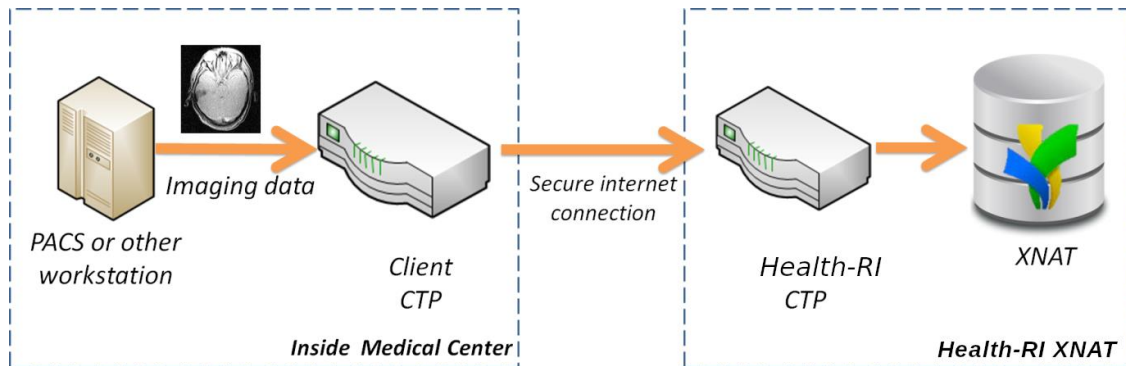 Imaging data
PACS or other
workstation
Client
CTP
Inside Medical Center
Secure internet
connection
Health-RI
CTP
XNAT
Health-RI XNAT